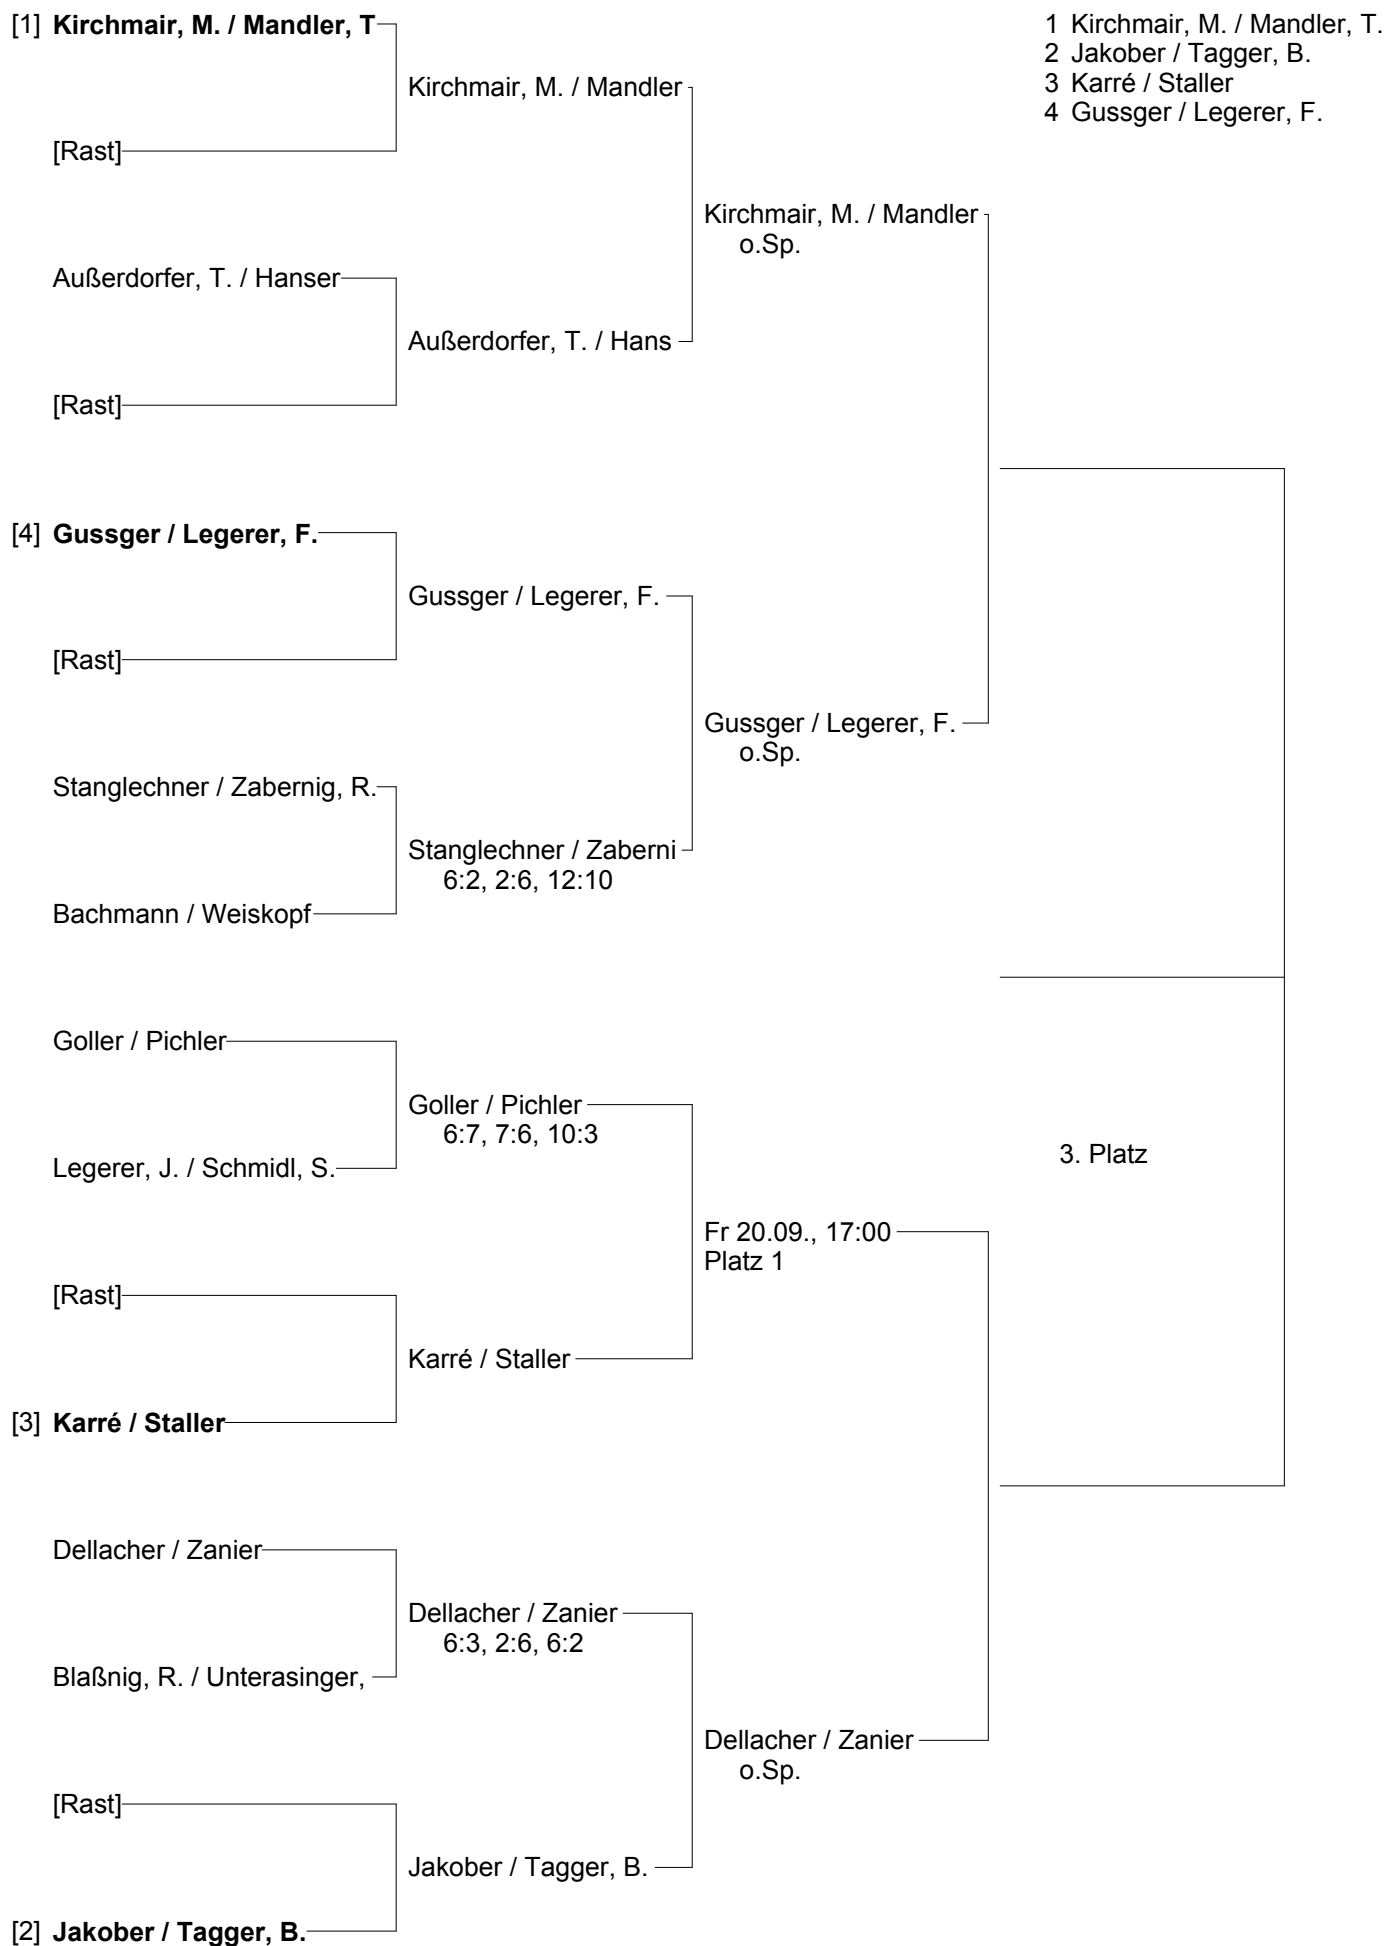 [1] Kirchmair, M. / Mandler, T
1 Kirchmair, M. / Mandler, T.
2 Jakober / Tagger, B.
3 Karré / Staller
4 Gussger / Legerer, F.
Kirchmair, M. / Mandler
[Rast]
Kirchmair, M. / Mandler
o.Sp.
Außerdorfer, T. / Hanser
Außerdorfer, T. / Hans
[Rast]
[4] Gussger / Legerer, F.
Gussger / Legerer, F.
[Rast]
Gussger / Legerer, F.
o.Sp.
Stanglechner / Zabernig, R.
Stanglechner / Zaberni
6:2, 2:6, 12:10
Bachmann / Weiskopf
Goller / Pichler
Goller / Pichler
6:7, 7:6, 10:3
3. Platz
Legerer, J. / Schmidl, S.
Fr 20.09., 17:00
Platz 1
[Rast]
Karré / Staller
[3] Karré / Staller
Dellacher / Zanier
Dellacher / Zanier
6:3, 2:6, 6:2
Blaßnig, R. / Unterasinger,
Dellacher / Zanier
o.Sp.
[Rast]
Jakober / Tagger, B.
[2] Jakober / Tagger, B.